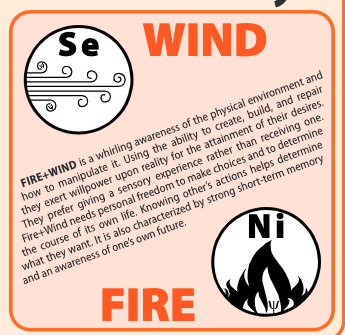 Se
WIND
FIRE+WIND is a whirling awareness of the physical environment and
how to manipulate it. Using the ability to create, build, and repair
they exert willpower upon reality for the attainment of their desires.
They prefer giving a sensory experience rather than receiving one.
Fire+Wind needs personal freedom to make choices and to determine
the course of its own life. Knowing other's actions helps determine
what they want. It is also characterized by strong short-term memory
and an awareness of one's own future.
Ni
Ψ
FIRE